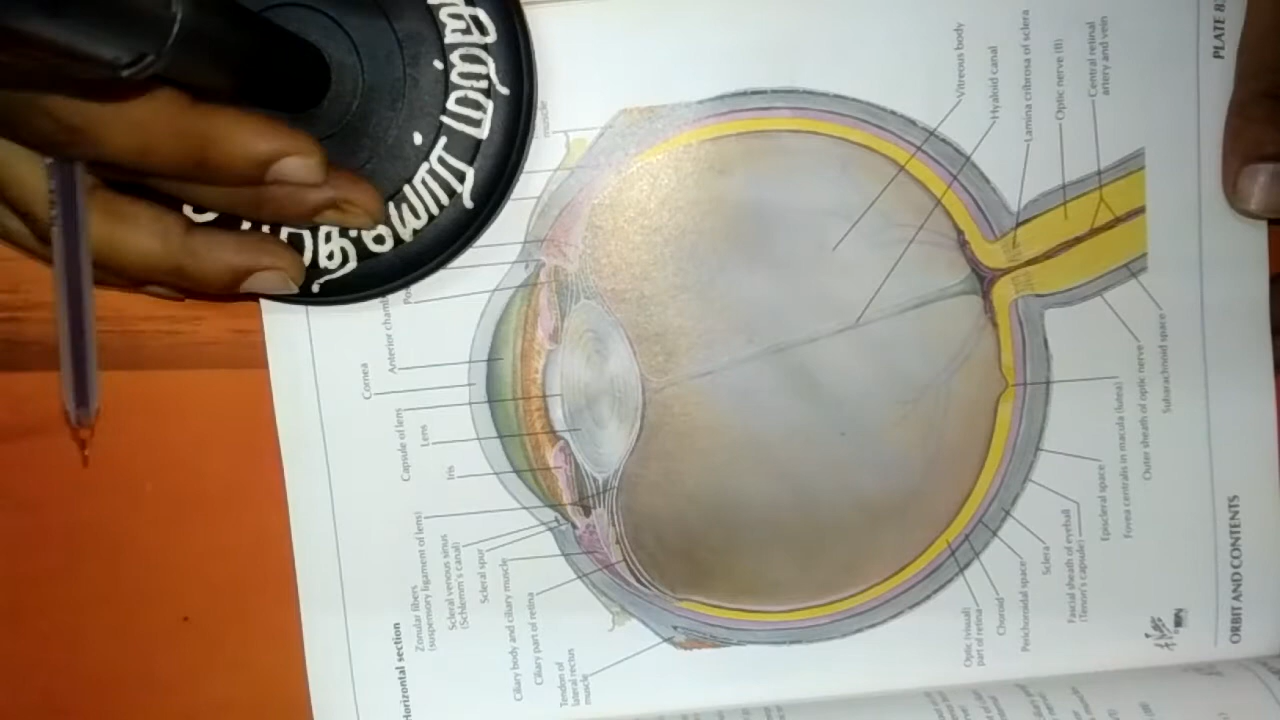 Horizontal section
Zonular fibers
(suspensory ligament of lens)
Scleral venous sinus
(Schlemm's canal)
Scleral spur
Ciliary body and ciliary muscle
Ciliary part of retina
Tendon of
lateral rectus
muscle
Iris
Lens
Capsule of lens
Cornea
Anterior
muscle
Vitreous body
Hyaloid canal
Lamina cribrosa of sclera
Optic nerve (II)
Central retinal
artery and vein
Optic (visual)
part of retina
Choroid
Perichoroidal space
Sclera
Fascial sheath of eyeball
(Tenon's capsule)
Episcleral space
Fovea centralis in macula (lutea)
Outer sheath of optic nerve
Subarachnoid space
ORBIT AND CONTENTS
PLATE